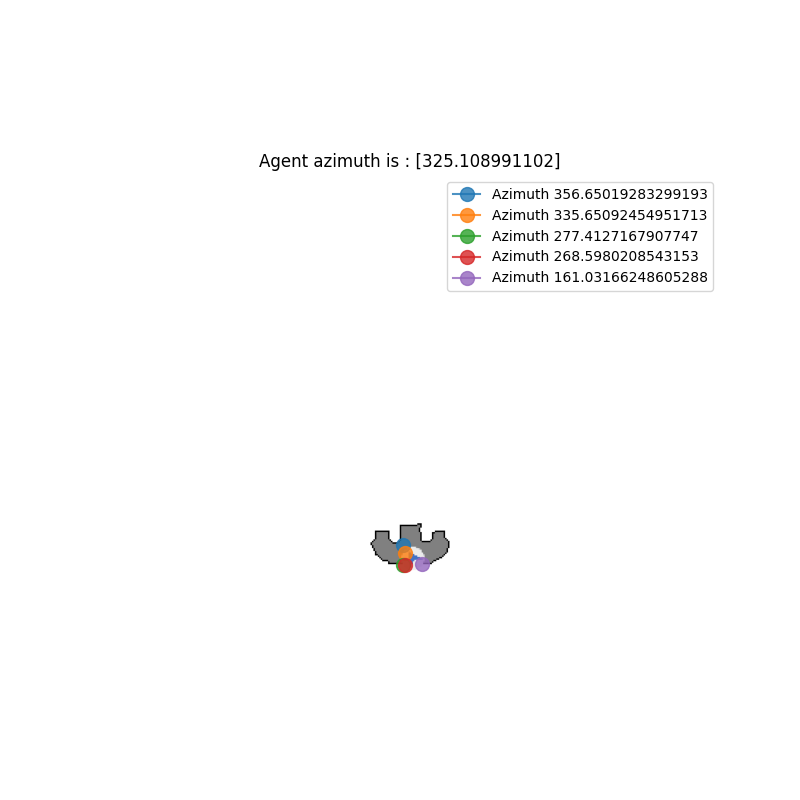 Agent azimuth is : [325.108991102]
Azimuth 356.65019283299193
Azimuth 335.65092454951713
Azimuth 277.4127167907747
Azimuth 268.5980208543153
Azimuth 161.03166248605288